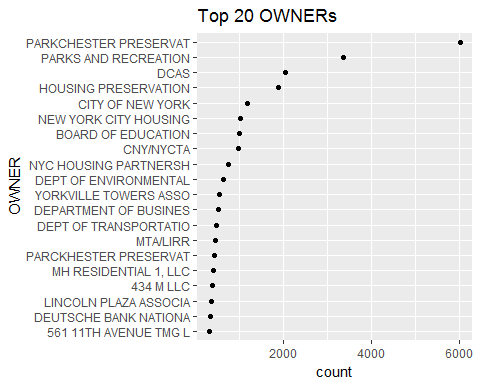 Top 20 OWNERs
OWNER
PARKCHESTER PRESERVAT
PARKS AND RECREATION
DCAS
HOUSING PRESERVATION
CITY OF NEW YORK
NEW YORK CITY HOUSING
BOARD OF EDUCATION
CNY/NYCTA
NYC HOUSING PARTNERSH
DEPT OF ENVIRONMENTAL
YORKVILLE TOWERS ASSO
DEPARTMENT OF BUSINES
DEPT OF TRANSPORTATIO
MTA/LIRR
PARCKHESTER PRESERVAT
MH RESIDENTIAL 1, LLC
434 M LLC
LINCOLN PLAZA ASSOCIA
DEUTSCHE BANK NATIONA
561 11TH AVENUE TMG L
2000 4000 6000
count